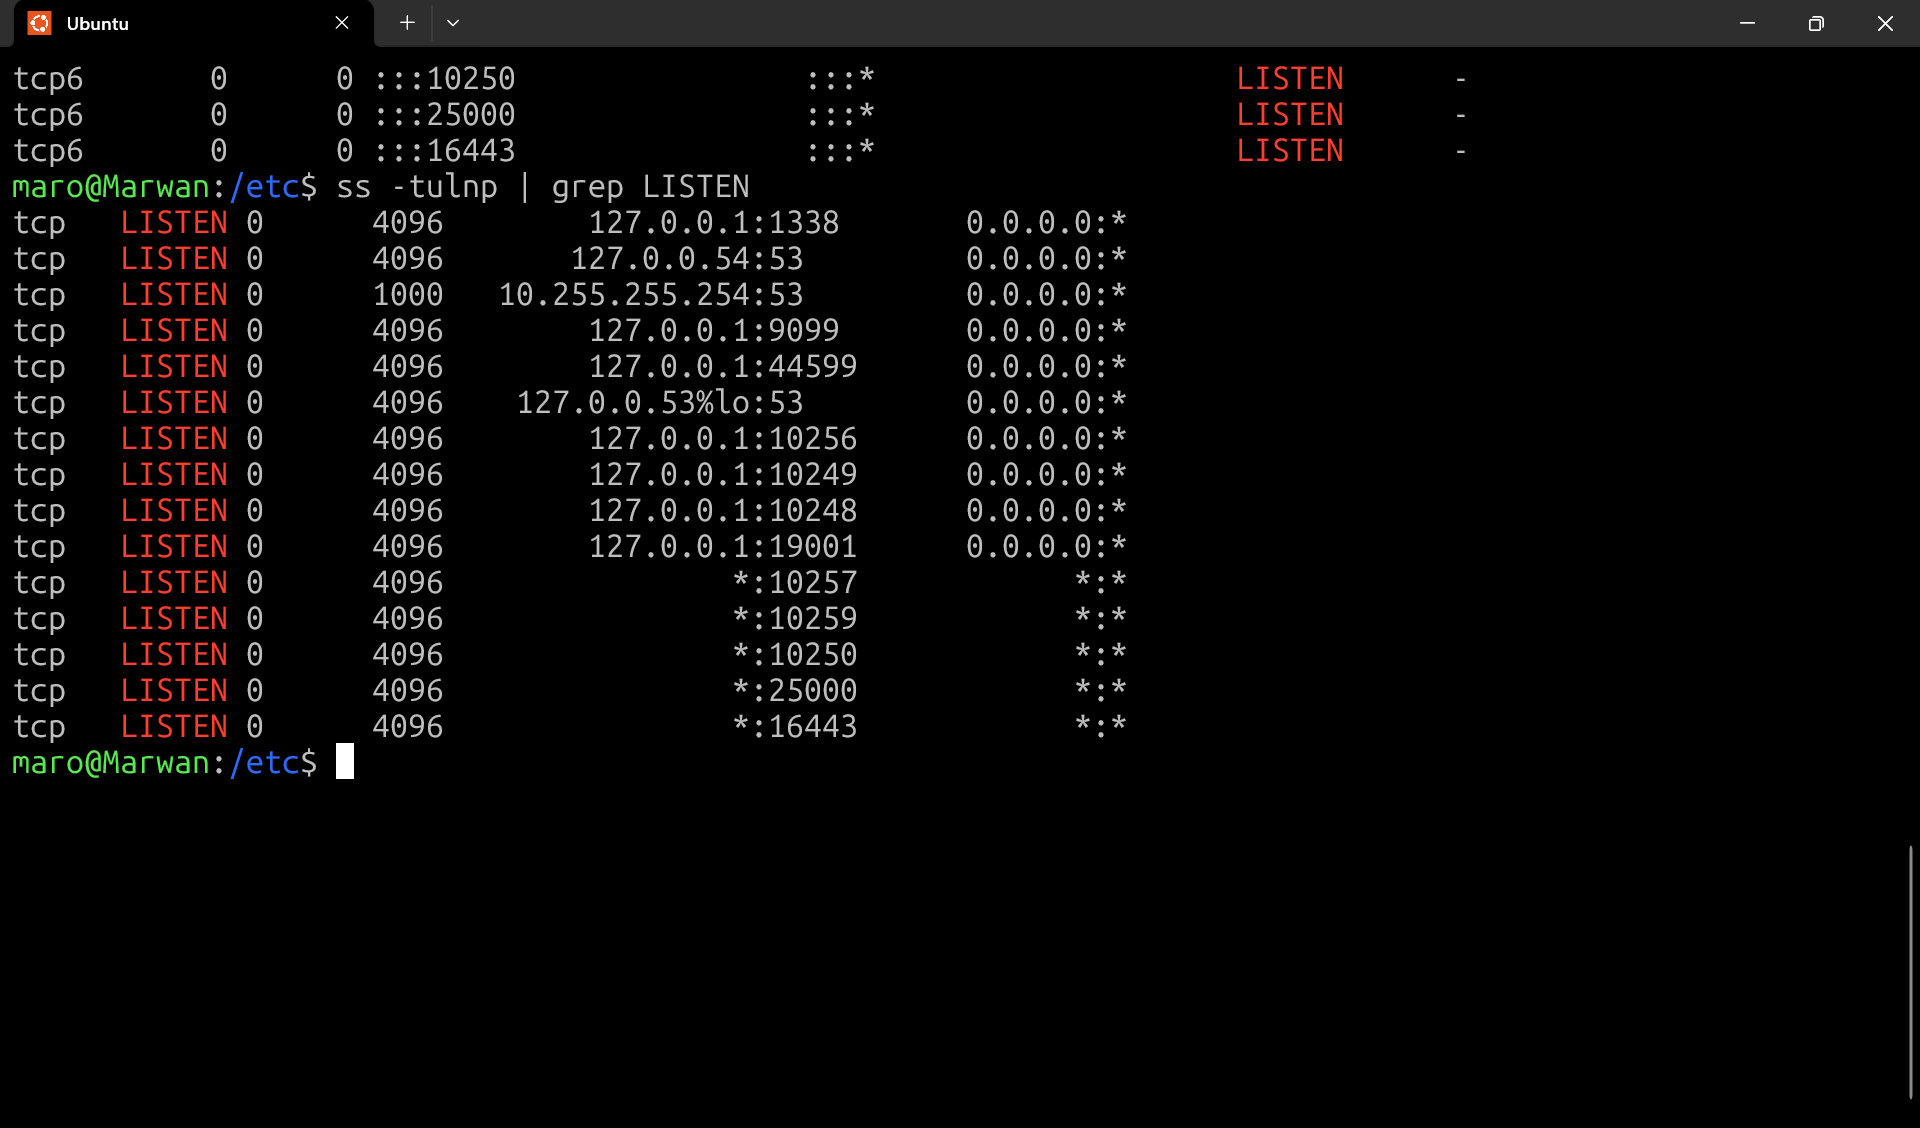 Ubuntu
tcp6       0      0 :::10250                :::*                    LISTEN      -
tcp6       0      0 :::25000                :::*                    LISTEN      -
tcp6       0      0 :::16443                :::*                    LISTEN      -
maro@Marwan:/etc$ ss -tulnp | grep LISTEN
tcp   LISTEN 0      4096        127.0.0.1:1338       0.0.0.0:*
tcp   LISTEN 0      4096       127.0.0.54:53         0.0.0.0:*
tcp   LISTEN 0      1000   10.255.255.254:53         0.0.0.0:*
tcp   LISTEN 0      4096        127.0.0.1:9099       0.0.0.0:*
tcp   LISTEN 0      4096        127.0.0.1:44599      0.0.0.0:*
tcp   LISTEN 0      4096    127.0.0.53%lo:53         0.0.0.0:*
tcp   LISTEN 0      4096        127.0.0.1:10256      0.0.0.0:*
tcp   LISTEN 0      4096        127.0.0.1:10249      0.0.0.0:*
tcp   LISTEN 0      4096        127.0.0.1:10248      0.0.0.0:*
tcp   LISTEN 0      4096        127.0.0.1:19001      0.0.0.0:*
tcp   LISTEN 0      4096                *:10257            *:*
tcp   LISTEN 0      4096                *:10259            *:*
tcp   LISTEN 0      4096                *:10250            *:*
tcp   LISTEN 0      4096                *:25000            *:*
tcp   LISTEN 0      4096                *:16443            *:*
maro@Marwan:/etc$